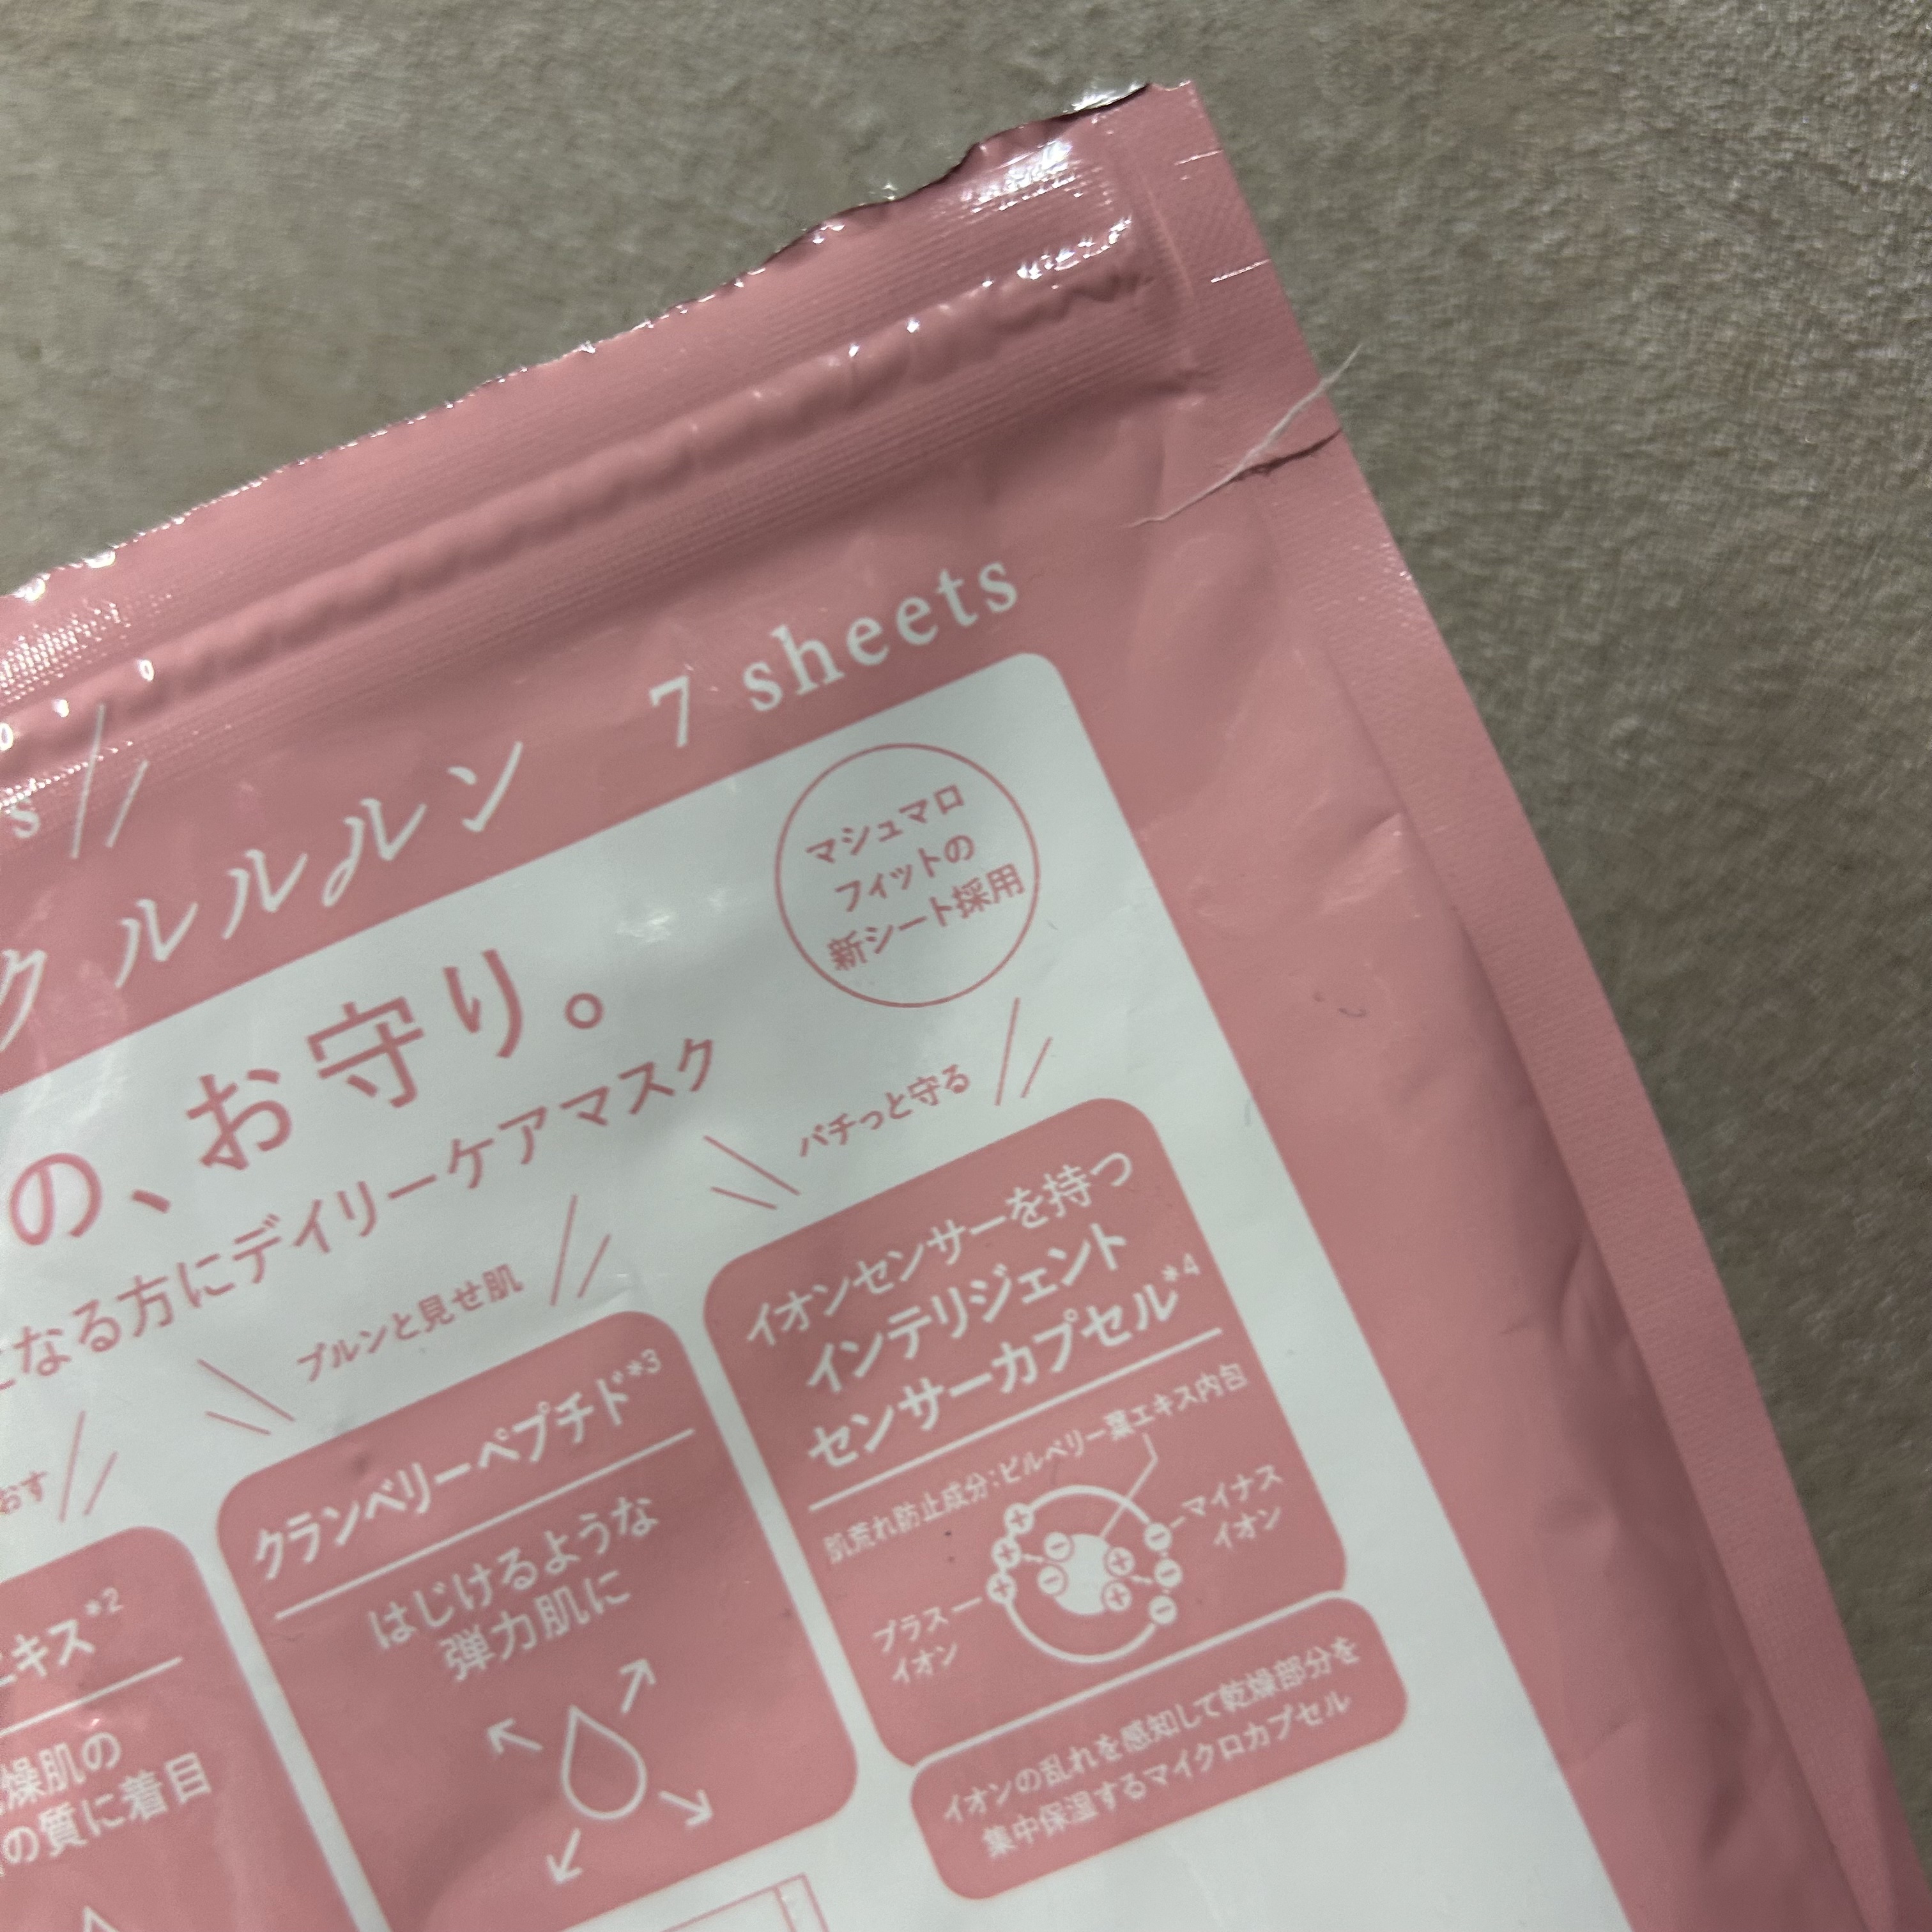 7 sheets
ルルルン
マシュマロ
フィットの
新シート採用
の、お守り。
なる方にデイリーケアマスク
パチっと守る
イオンセンサーを持つ
インテリジェント
センサーカプセル*4
肌荒れ防止成分:ビルベリー葉エキス内包
マイナス
イオン
プラス
イオン
イオンの乱れを感知して乾燥部分を
集中保湿するマイクロカプセル
プルンと見せ肌
クランベリーペプチド*3
はじけるような
弾力肌に
おす
エキス*2
燥肌の
の質に着目